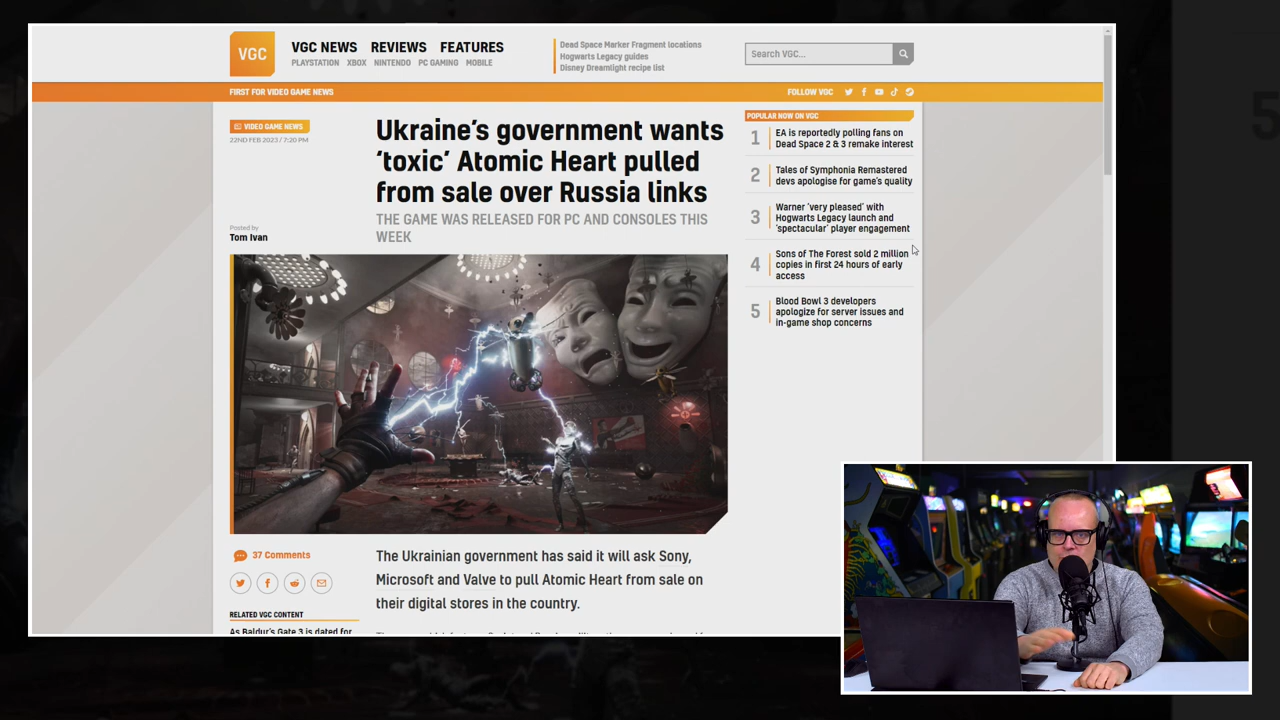 VGC
VGC NEWS REVIEWS FEATURES
PLAYSTATION XBOX NINTENDO PC GAMING MOBILE
Dead Space Marker Fragment locations
Hogwarts Legacy guides
Disney Dreamlight recipe list
Search VGC...
FIRST FOR VIDEO GAME NEWS
FOLLOW VGC
VIDEO GAME NEWS
22ND FEB 2023 / 7:20 PM
Ukraine's government wants
'toxic' Atomic Heart pulled
from sale over Russia links
THE GAME WAS RELEASED FOR PC AND CONSOLES THIS
WEEK
Posted by
Tom Ivan
POPULAR NOW ON VGC
1
EA is reportedly polling fans on
Dead Space 2 & 3 remake interest
2
Tales of Symphonia Remastered
devs apologise for game's quality
3
Warner 'very pleased' with
Hogwarts Legacy launch and
'spectacular' player engagement
4
Sons of The Forest sold 2 million
copies in first 24 hours of early
access
5
Blood Bowl 3 developers
apologize for server issues and
in-game shop concerns
37 Comments
RELATED VGC CONTENT
As Baldur's Gate 3 is dated for
The Ukrainian government has said it will ask Sony,
Microsoft and Valve to pull Atomic Heart from sale on
their digital stores in the country.